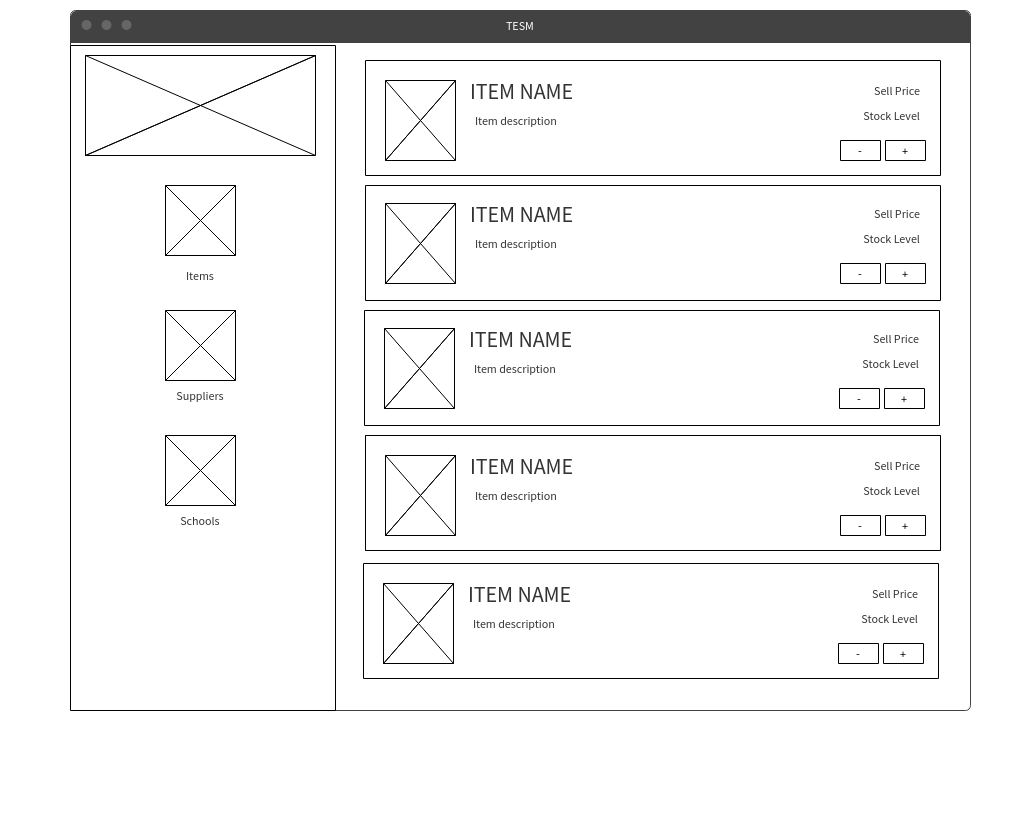 TESM
Items
Suppliers
Schools
ITEM NAME
Item description
Sell Price
Stock Level
- +
ITEM NAME
Item description
Sell Price
Stock Level
- +
ITEM NAME
Item description
Sell Price
Stock Level
- +
ITEM NAME
Item description
Sell Price
Stock Level
- +
ITEM NAME
Item description
Sell Price
Stock Level
- +